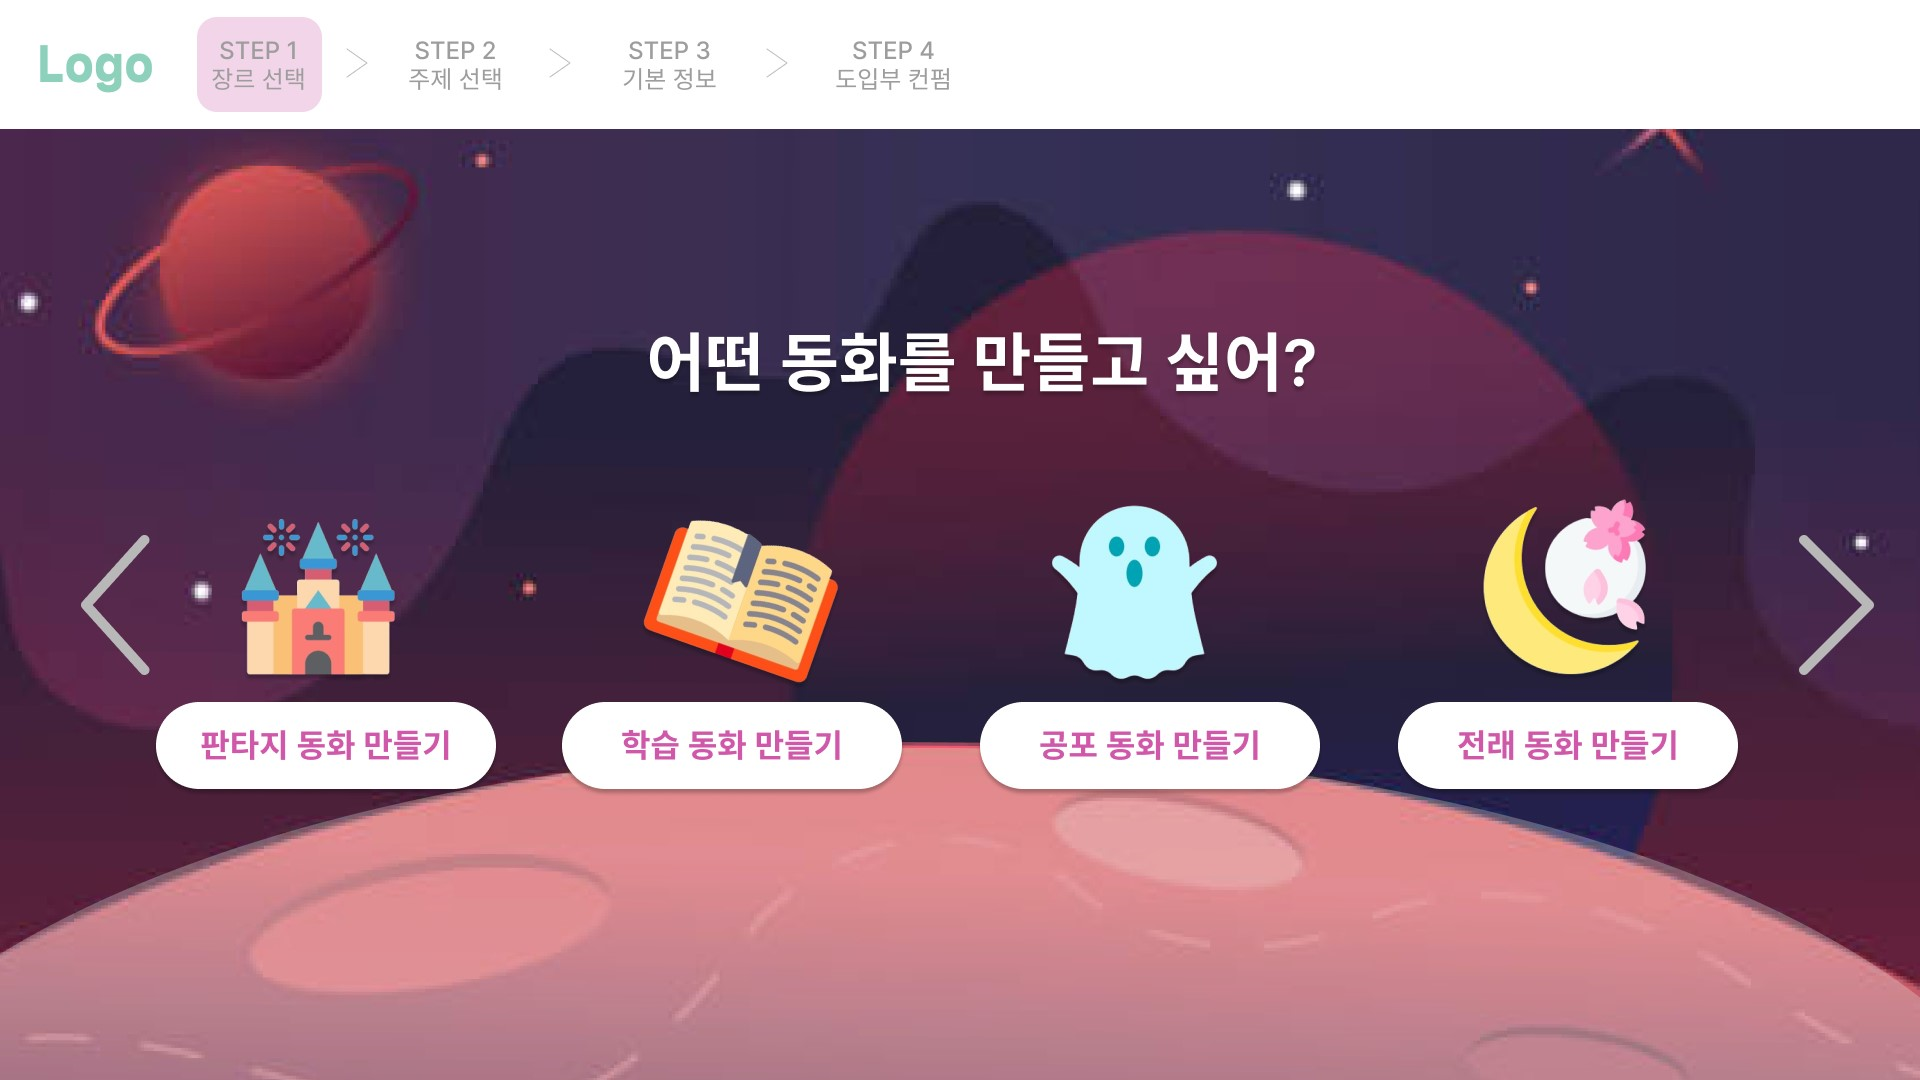 Logo
STEP 1
장르 선택
STEP 2
주제 선택
STEP 3
기본 정보
STEP 4
도입부 컨펌
어떤 동화를 만들고 싶어?
판타지 동화 만들기
학습 동화 만들기
공포 동화 만들기
전래 동화 만들기